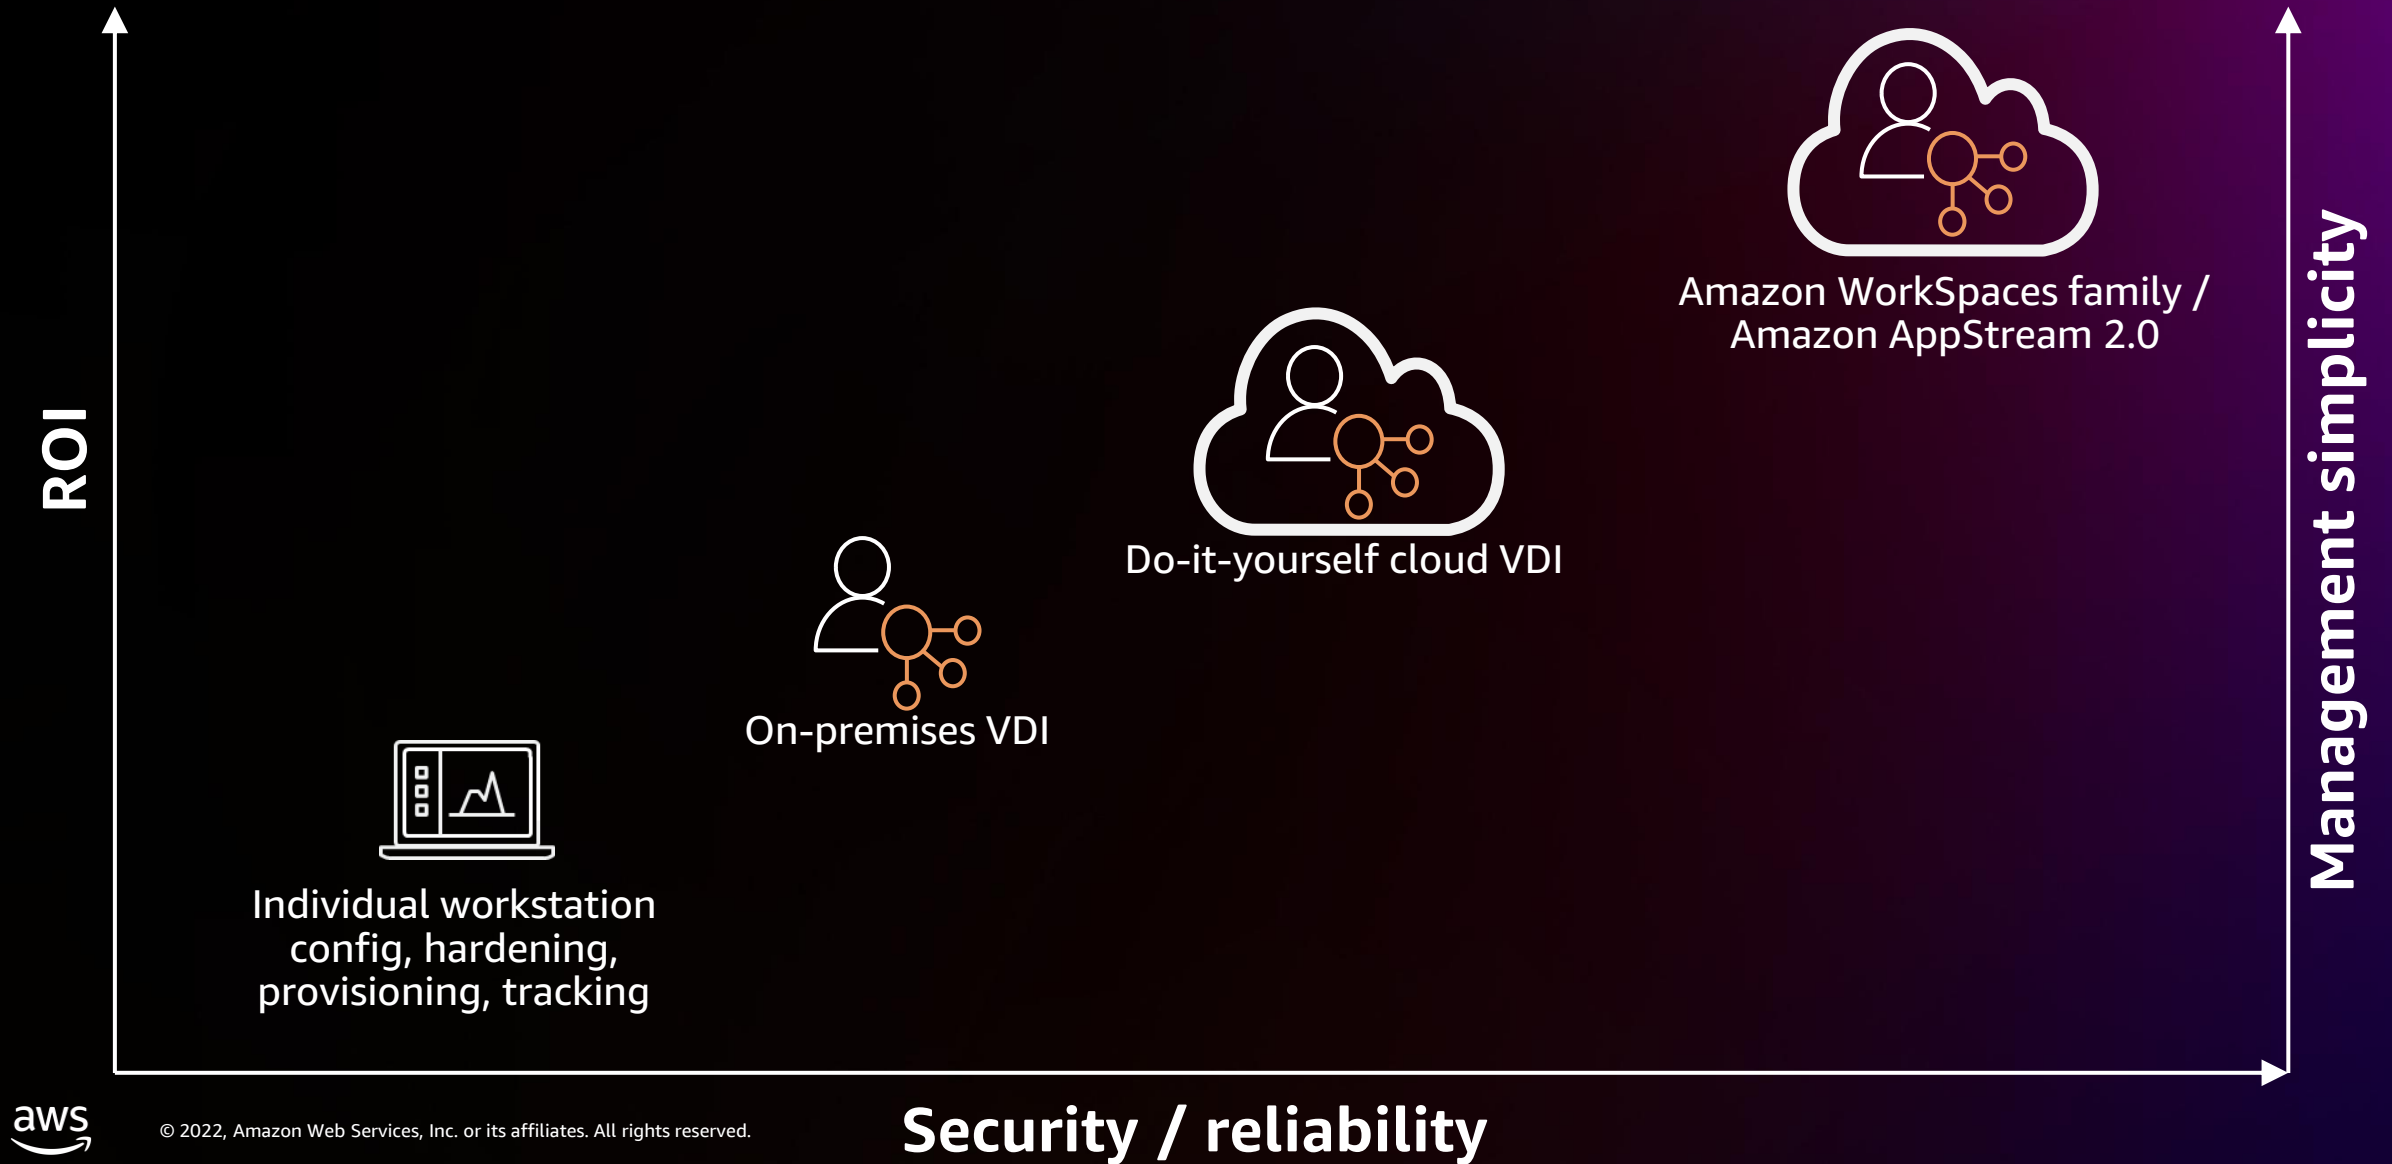 ROI
Amazon WorkSpaces family /
Amazon AppStream 2.0
Do-it-yourself cloud VDI
On-premises VDI
Individual workstation
config, hardening,
provisioning, tracking
Management simplicity
Security / reliability
aws
© 2022, Amazon Web Services, Inc. or its affiliates. All rights reserved.